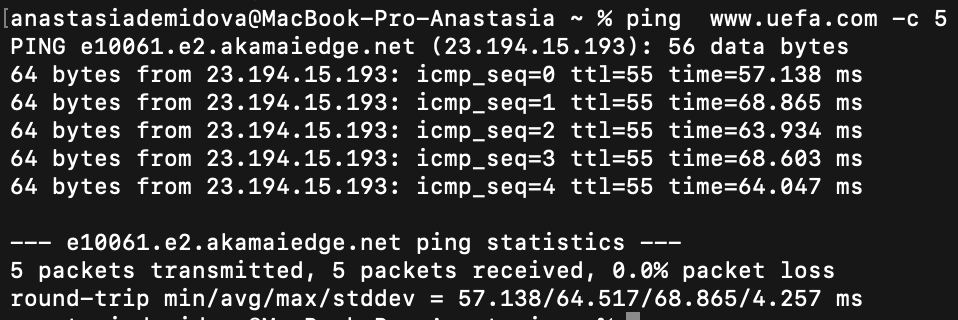 [anastasiademidova@MacBook-Pro-Anastasia ~ % ping  www.uefa.com -c 5
PING e10061.e2.akamaiedge.net (23.194.15.193): 56 data bytes
64 bytes from 23.194.15.193: icmp_seq=0 ttl=55 time=57.138 ms
64 bytes from 23.194.15.193: icmp_seq=1 ttl=55 time=68.865 ms
64 bytes from 23.194.15.193: icmp_seq=2 ttl=55 time=63.934 ms
64 bytes from 23.194.15.193: icmp_seq=3 ttl=55 time=68.603 ms
64 bytes from 23.194.15.193: icmp_seq=4 ttl=55 time=64.047 ms
--- e10061.e2.akamaiedge.net ping statistics ---
5 packets transmitted, 5 packets received, 0.0% packet loss
round-trip min/avg/max/stddev = 57.138/64.517/68.865/4.257 ms